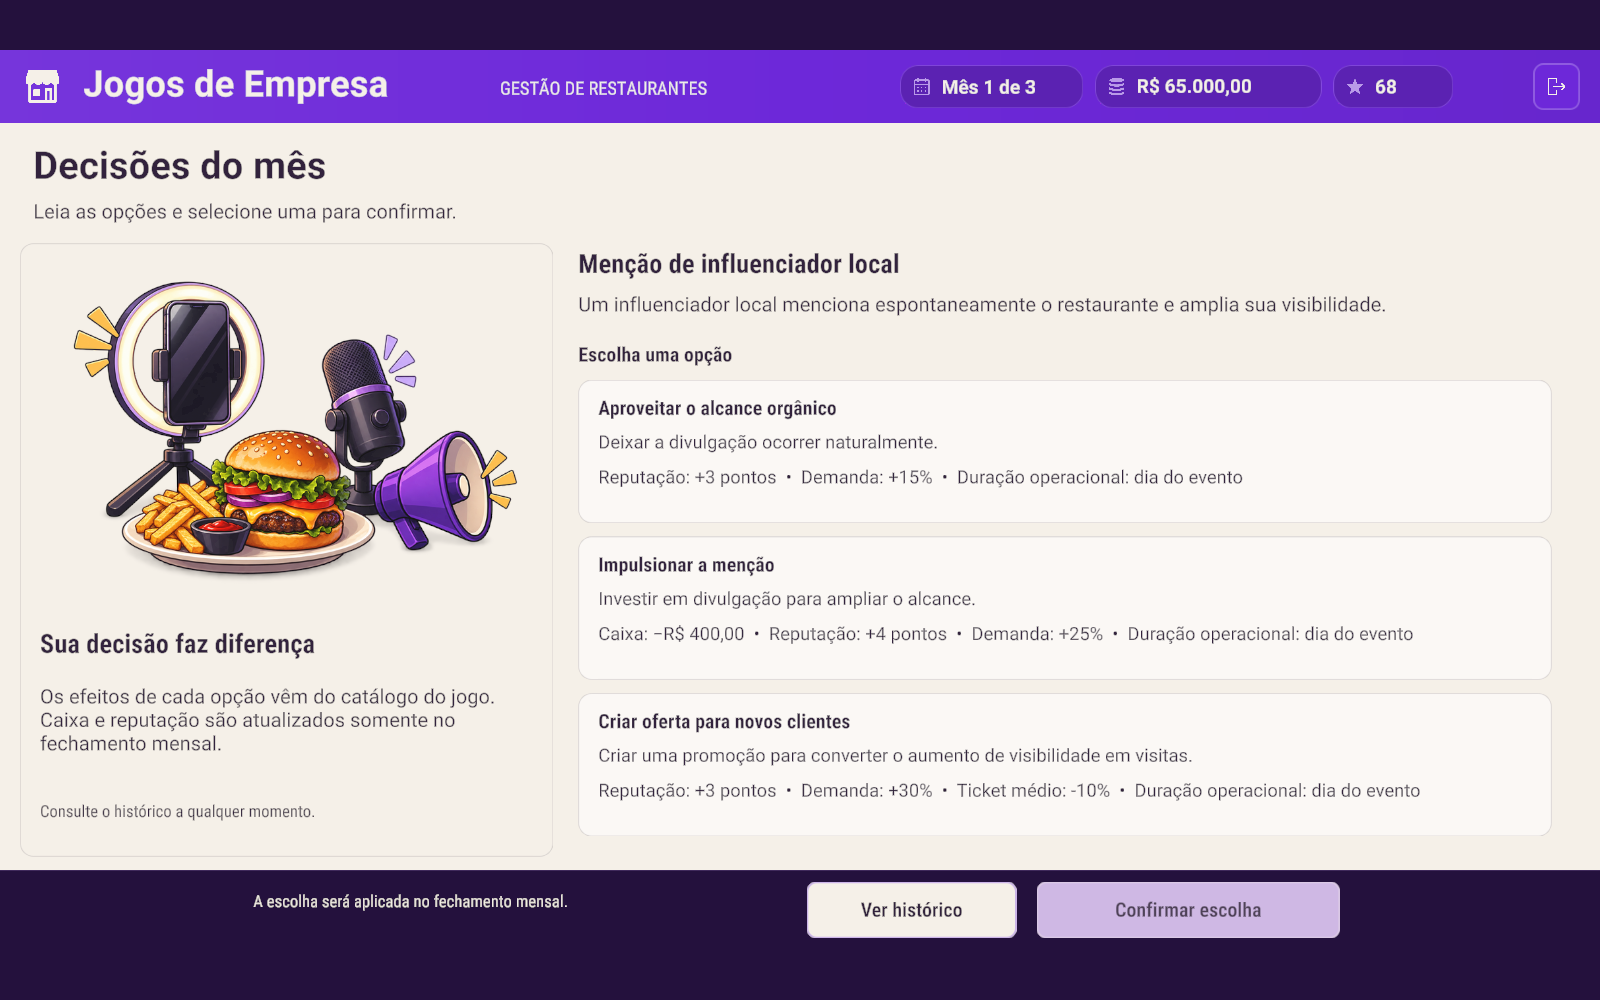 Jogos de Empresa
GESTÃO DE RESTAURANTES
Mês 1 de 3
R$ 65.000,00
68
Decisões do mês
Leia as opções e selecione uma para confirmar.
Sua decisão faz diferença
Os efeitos de cada opção vêm do catálogo do jogo.
Caixa e reputação são atualizados somente no
fechamento mensal.
Consulte o histórico a qualquer momento.
Menção de influenciador local
Um influenciador local menciona espontaneamente o restaurante e amplia sua visibilidade.
Escolha uma opção
Aproveitar o alcance orgânico
Deixar a divulgação ocorrer naturalmente.
Reputação: +3 pontos • Demanda: +15% • Duração operacional: dia do evento
Impulsionar a menção
Investir em divulgação para ampliar o alcance.
Caixa: −R$ 400,00 • Reputação: +4 pontos • Demanda: +25% • Duração operacional: dia do evento
Criar oferta para novos clientes
Criar uma promoção para converter o aumento de visibilidade em visitas.
Reputação: +3 pontos • Demanda: +30% • Ticket médio: -10% • Duração operacional: dia do evento
A escolha será aplicada no fechamento mensal.
Ver histórico
Confirmar escolha